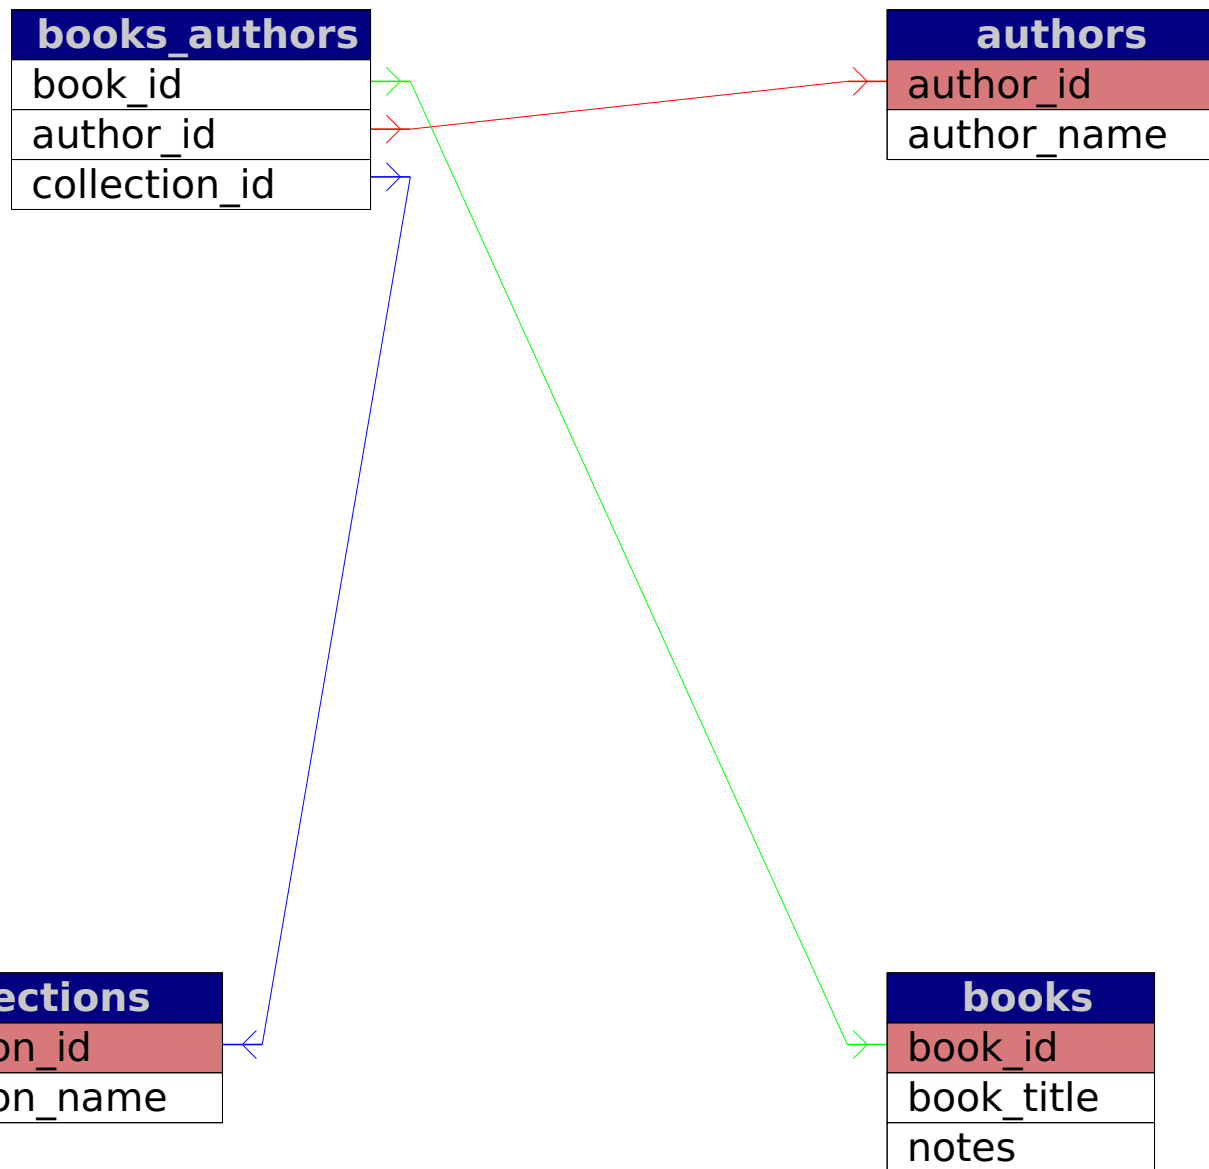 books_authors
book_id
author_id
collection_id
authors
author_id
author_name
ections
on_id
on_name
books
book_id
book_title
notes